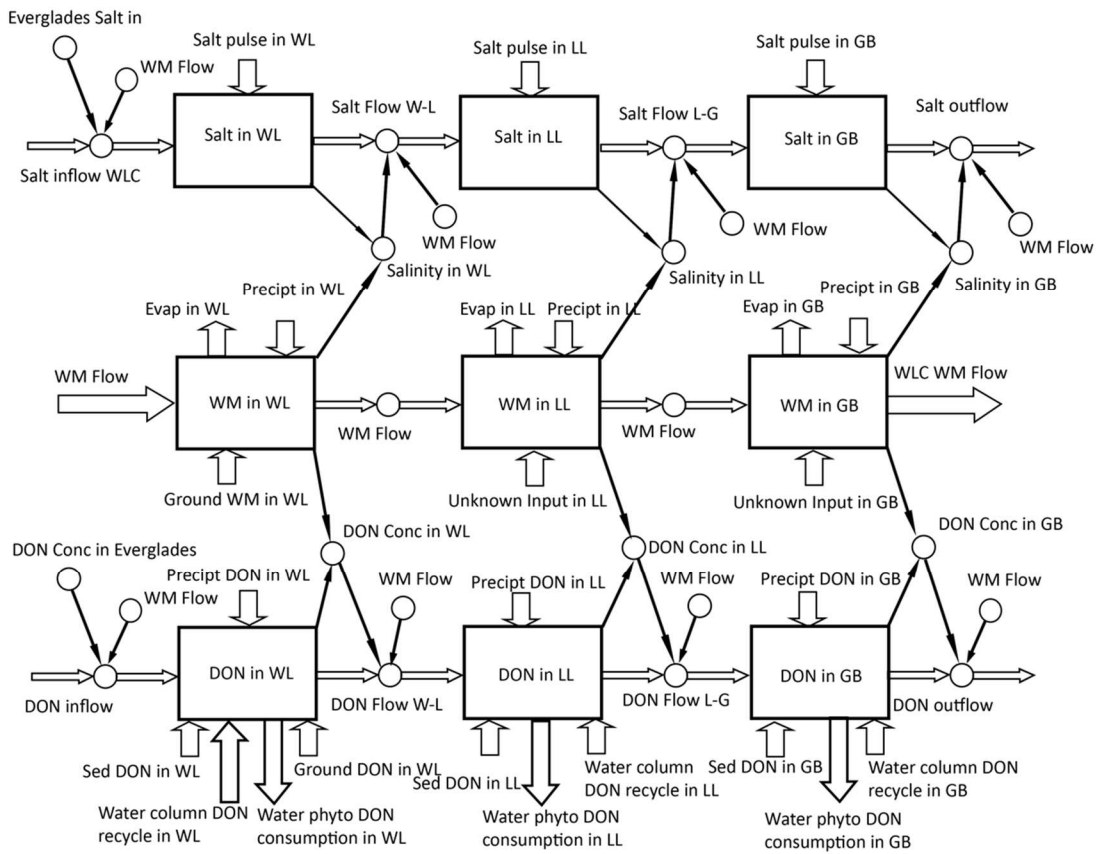 Everglades Salt in
Salt pulse in WL
Salt pulse in LL
Salt pulse in GB
WM Flow
Salt Flow W-L
Salt Flow L-G
Salt outflow
Salt in WL
Salt in LL
Salt in GB
Salt inflow WLC
WM Flow
WM Flow
WM Flow
Salinity in WL
Salinity in LL
Salinity in GB
Precipt in WL
Precipt in GB
Evap in WL
Evap in LL
Precipt in LL
Evap in GB
WM Flow
WLC WM Flow
WM in WL
WM in LL
WM in GB
WM Flow
WM Flow
Ground WM in WL
Unknown Input in LL
Unknown Input in GB
DON Conc in WL
DON Conc in GB
DON Conc in Everglades
DON Conc in LL
Precipt DON in WL
WM Flow
Precipt DON in LL
WM Flow
Precipt DON in GB
WM Flow
WM Flow
DON in WL
DON in LL
DON in GB
DON inflow
DON Flow W-L
DON Flow L-G
DON outflow
Sed DON in WL
Ground DON in WL
Sed DON in LL
Water column
DON recycle in LL
Sed DON in GB
Water column DON
recycle in GB
Water column DON
recycle in WL
Water phyto DON
consumption in WL
Water phyto DON
consumption in LL
Water phyto DON
consumption in GB